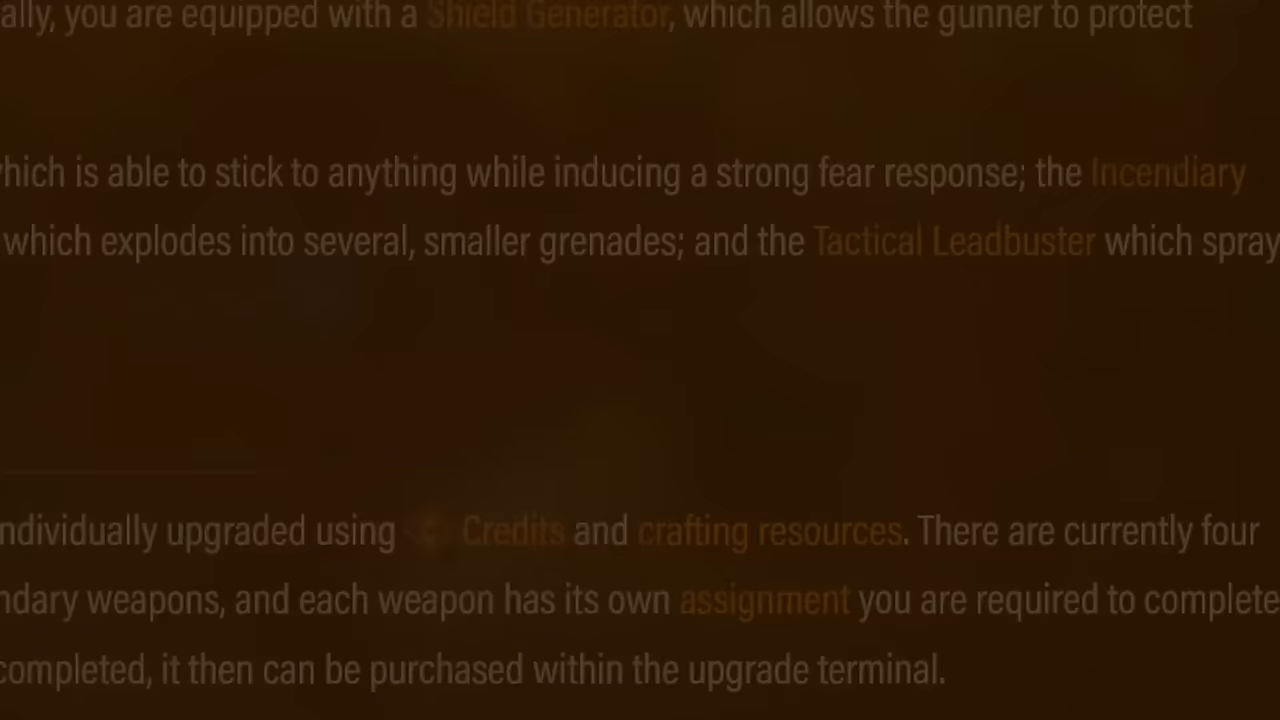 ally, you are equipped with a Shield Generator, which allows the gunner to protect
which is able to stick to anything while inducing a strong fear response; the Incendiary
which explodes into several, smaller grenades; and the Tactical Leadbuster which spray
ndividually upgraded using C Credits and crafting resources. There are currently four
ndary weapons, and each weapon has its own assignment you are required to complete
completed, it then can be purchased within the upgrade terminal.